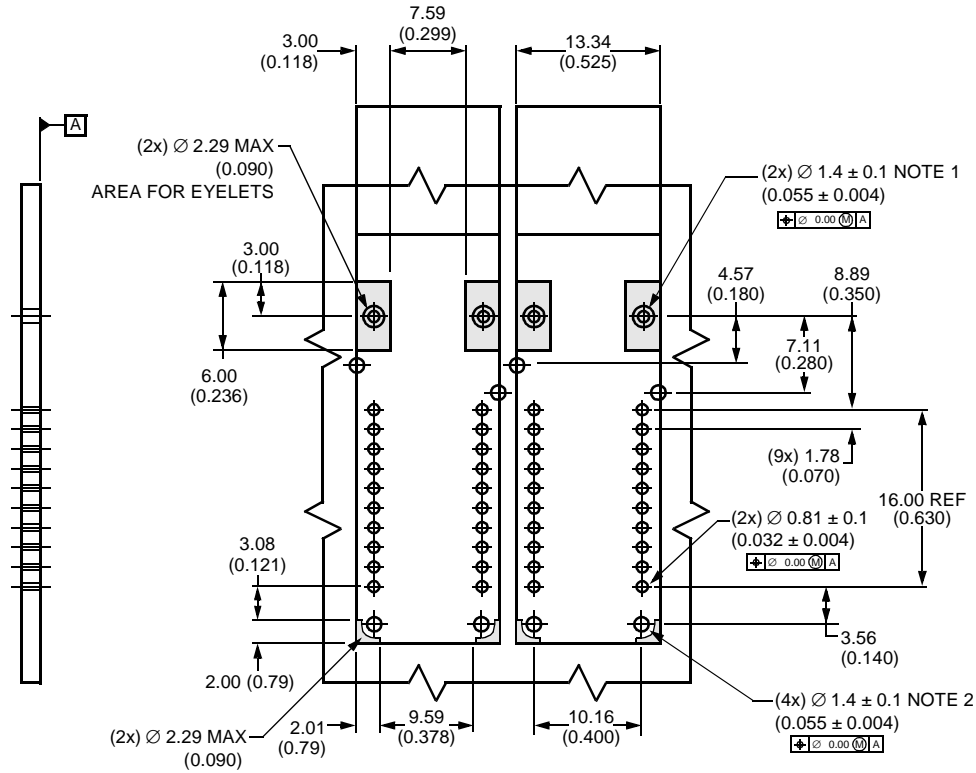 7.59
(0.299)
3.00
(0.118)
13.34
(0.525)
A
(2x) Ø 2.29 MAX
(0.090)
AREA FOR EYELETS
(2x) Ø 1.4 ± 0.1 NOTE 1
(0.055 ± 0.004)
⌖ Ø 0.00 Ⓜ A
3.00
(0.118)
4.57
(0.180)
8.89
(0.350)
7.11
(0.280)
6.00
(0.236)
(9x) 1.78
(0.070)
16.00 REF
(0.630)
(2x) Ø 0.81 ± 0.1
(0.032 ± 0.004)
⌖ Ø 0.00 Ⓜ A
3.08
(0.121)
3.56
(0.140)
2.00 (0.79)
(4x) Ø 1.4 ± 0.1 NOTE 2
(0.055 ± 0.004)
⌖ Ø 0.00 Ⓜ A
2.01
(0.79)
9.59
(0.378)
10.16
(0.400)
(2x) Ø 2.29 MAX
(0.090)